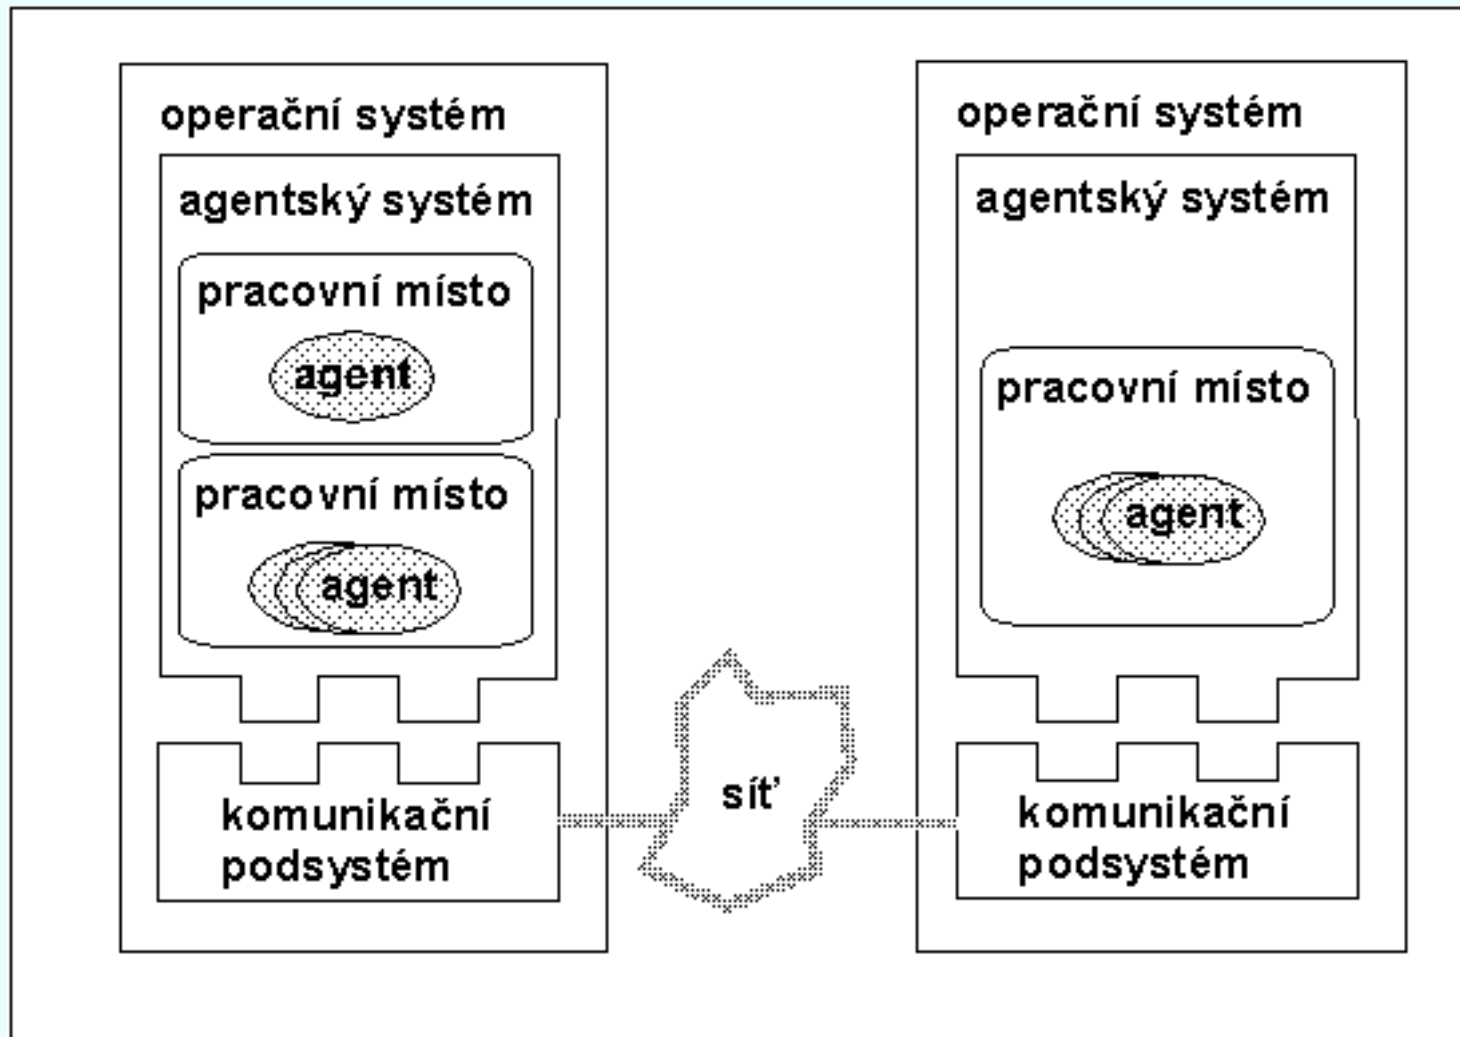 operační systém
agentský systém
pracovní místo
agent
pracovní místo
agent
komunikační
podsystém
síť
operační systém
agentský systém
pracovní místo
agent
komunikační
podsystém